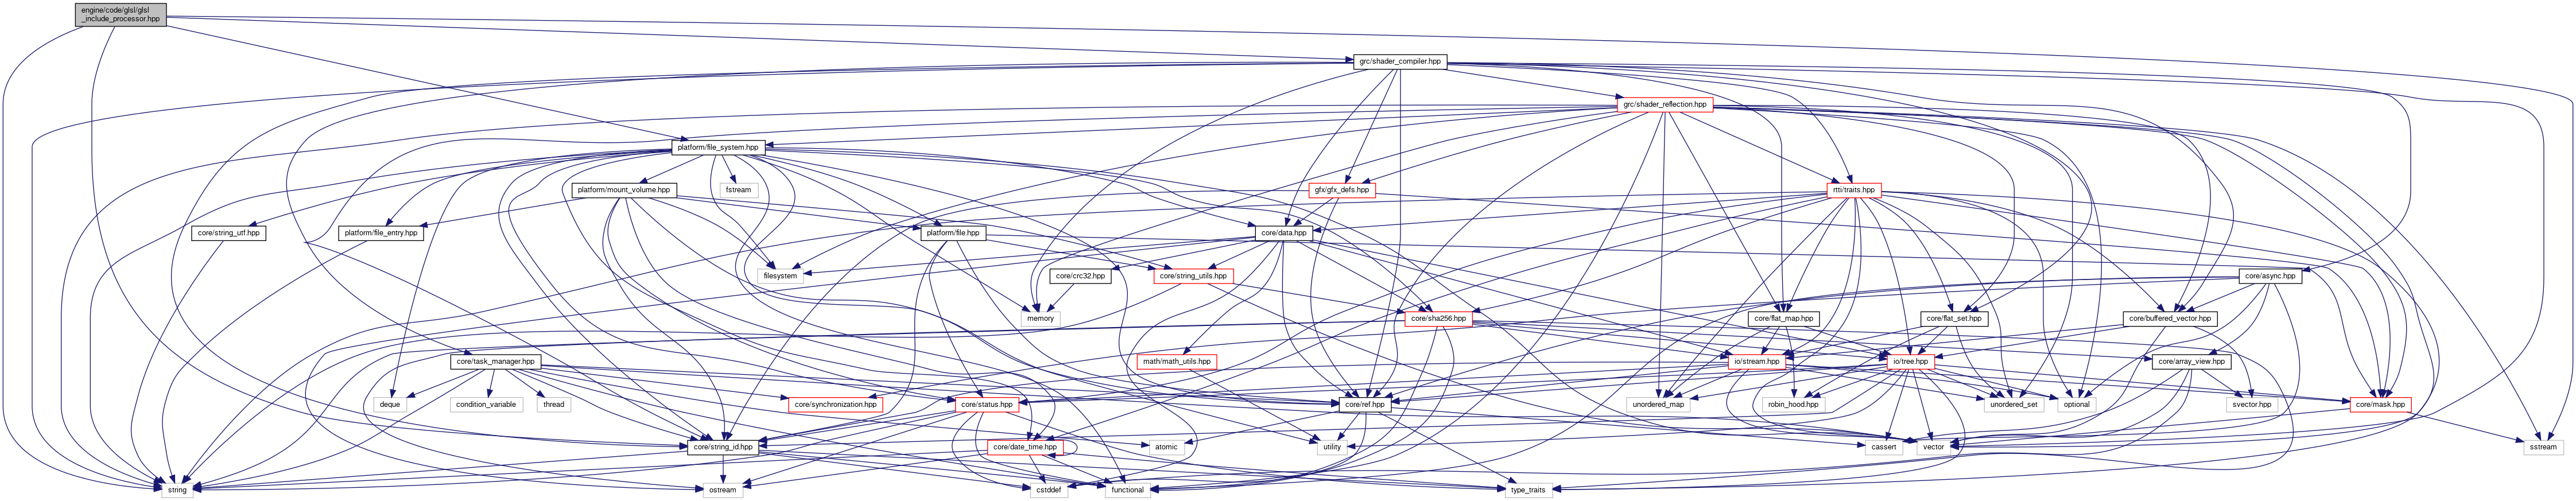 engine/code/glsl/glsl
_include_processor.hpp
grc/shader_compiler.hpp
grc/shader_reflection.hpp
platform/file_system.hpp
platform/mount_volume.hpp
fstream
gfx/gfx_defs.hpp
rtti/traits.hpp
core/string_utf.hpp
platform/file_entry.hpp
platform/file.hpp
core/data.hpp
filesystem
core/crc32.hpp
core/string_utils.hpp
core/async.hpp
memory
core/sha256.hpp
core/flat_map.hpp
core/flat_set.hpp
core/buffered_vector.hpp
core/task_manager.hpp
math/math_utils.hpp
io/stream.hpp
io/tree.hpp
core/array_view.hpp
deque
condition_variable
thread
core/synchronization.hpp
core/status.hpp
core/ref.hpp
unordered_map
robin_hood.hpp
unordered_set
optional
svector.hpp
core/mask.hpp
core/string_id.hpp
core/date_time.hpp
atomic
utility
cassert
vector
sstream
string
ostream
cstddef
functional
type_traits